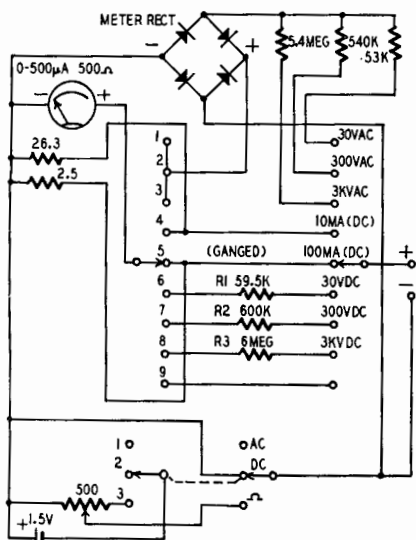 METER RECT
- +
5.4MEG 540K .53K
0-500µA 500Ω
- +
26.3
2.5
1 30VAC
2 300VAC
3 3KVAC
4 10MA (DC)
5 (GANGED) 100MA (DC) +
6 R1 59.5K 30VDC -
7 R2 600K 300VDC
8 R3 6MEG 3KVDC
9
1 AC
2 DC
500 3 Ω
+ 1.5V